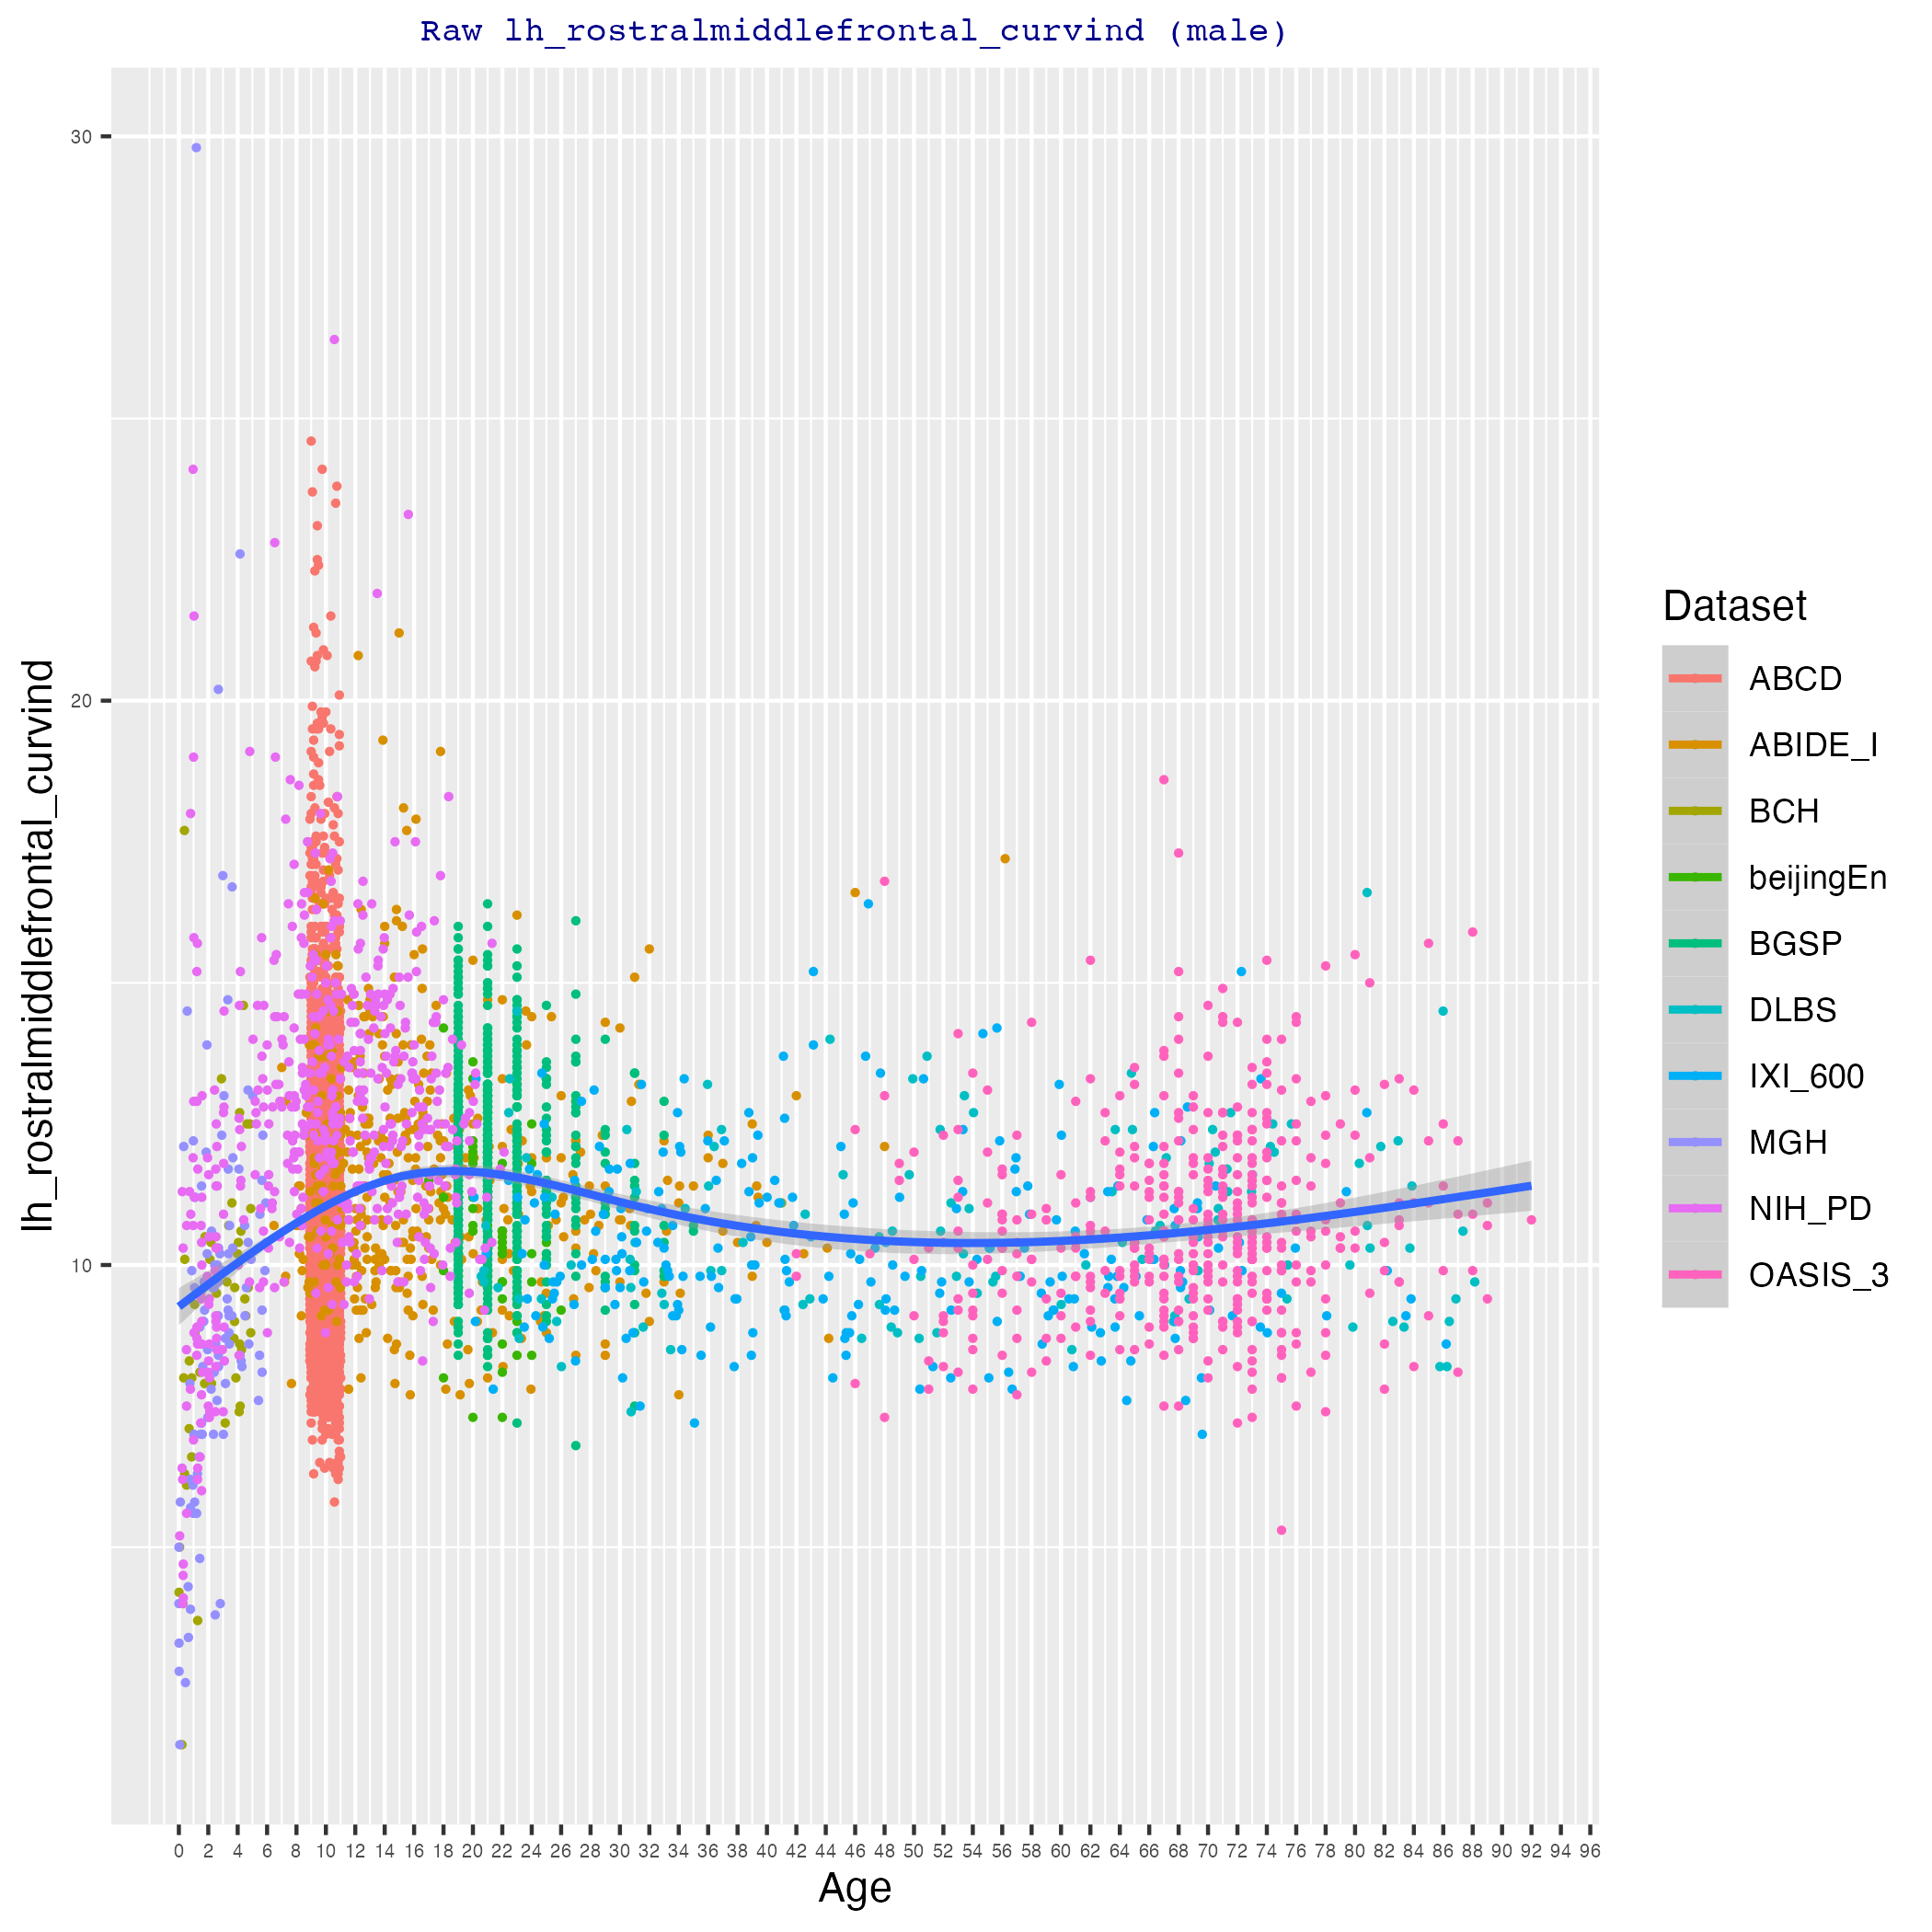 Raw lh_rostralmiddlefrontal_curvind (male)
lh_rostralmiddlefrontal_curvind
30
20
10
0 2 4 6 8 10 12 14 16 18 20 22 24 26 28 30 32 34 36 38 40 42 44 46 48 50 52 54 56 58 60 62 64 66 68 70 72 74 76 78 80 82 84 86 88 90 92 94 96
Age
Dataset
ABCD
ABIDE_I
BCH
beijingEn
BGSP
DLBS
IXI_600
MGH
NIH_PD
OASIS_3